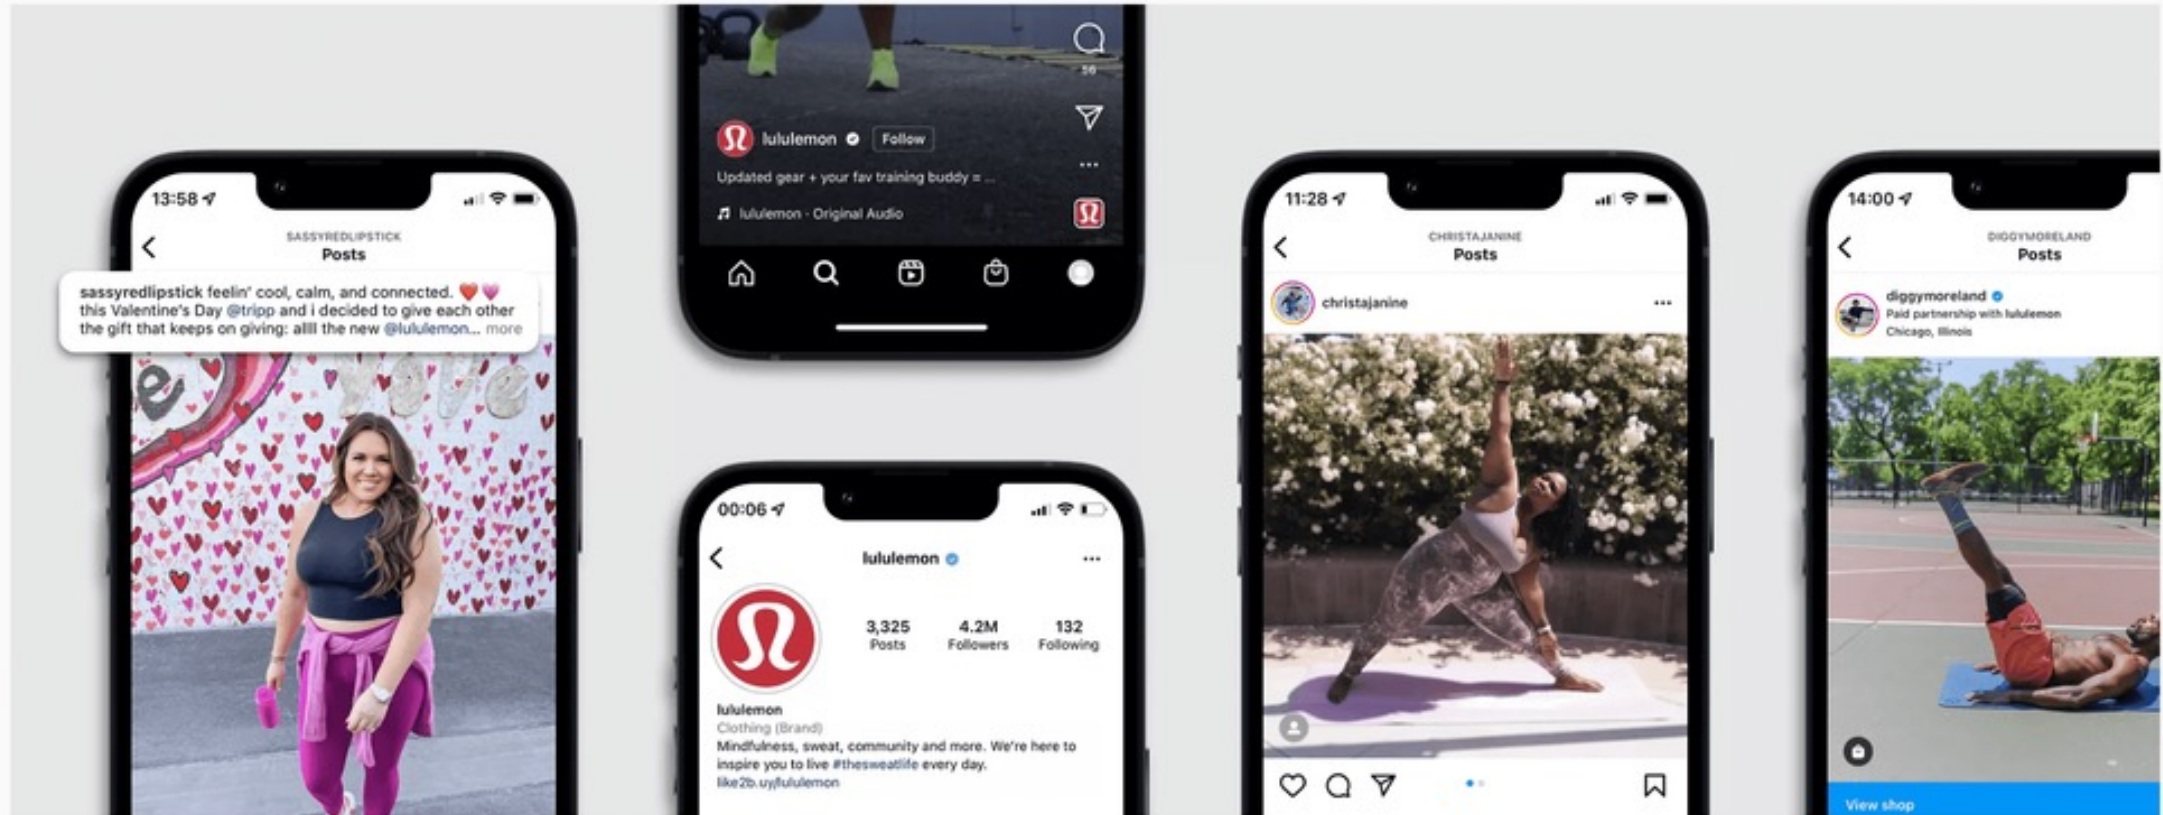 13:58
SASSYREDLIPSTICK
Posts
sassyredlipstick feelin' cool, calm, and connected. ❤️💜
this Valentine's Day @tripp and i decided to give each other
the gift that keeps on giving: allll the new @lululemon... more
e
love
56
lululemon Follow
Updated gear + your fav training buddy = ...
lululemon · Original Audio
00:06
lululemon
3,325 4.2M 132
Posts Followers Following
lululemon
Clothing (Brand)
Mindfulness, sweat, community and more. We're here to
inspire you to live #thesweatlife every day.
like2b.uy/lululemon
11:28
CHRISTAJANINE
Posts
christajanine
14:00
DIGGYMORELAND
Posts
diggymoreland
Paid partnership with lululemon
Chicago, Illinois
View shop